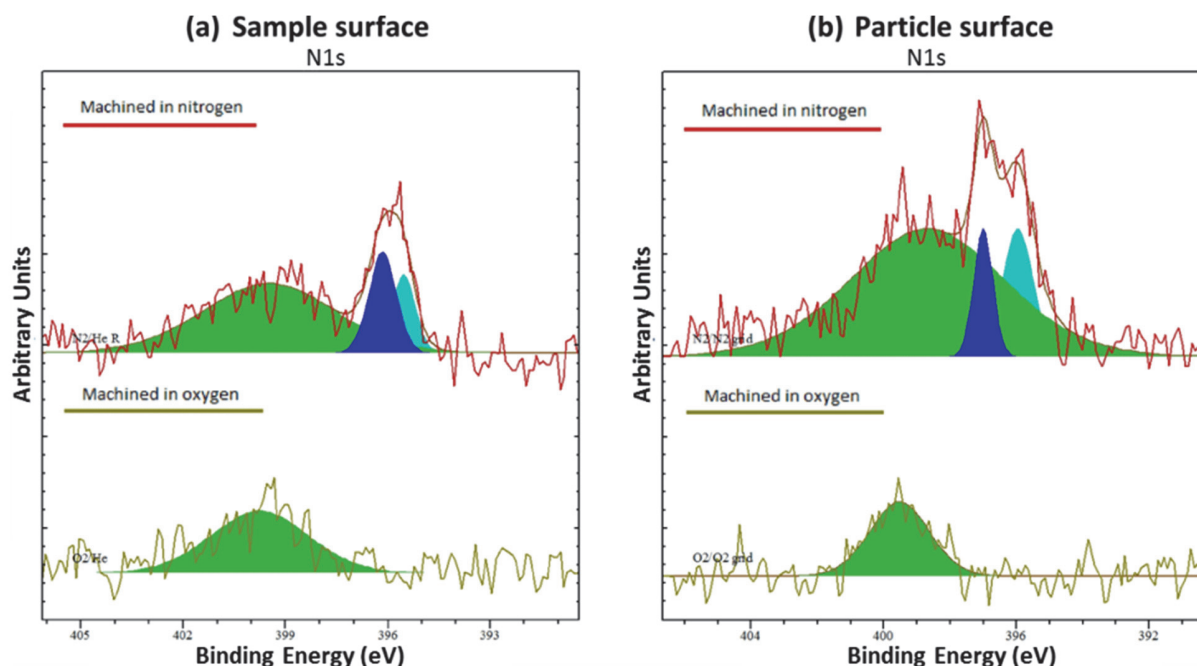 (a) Sample surface
N1s
Machined in nitrogen
N2/He R
Machined in oxygen
O2/He
Arbitrary Units
405 402 399 396 393
Binding Energy (eV)
(b) Particle surface
N1s
Machined in nitrogen
N2/N2 grid
Machined in oxygen
O2/O2 grid
Arbitrary Units
404 400 396 392
Binding Energy (eV)